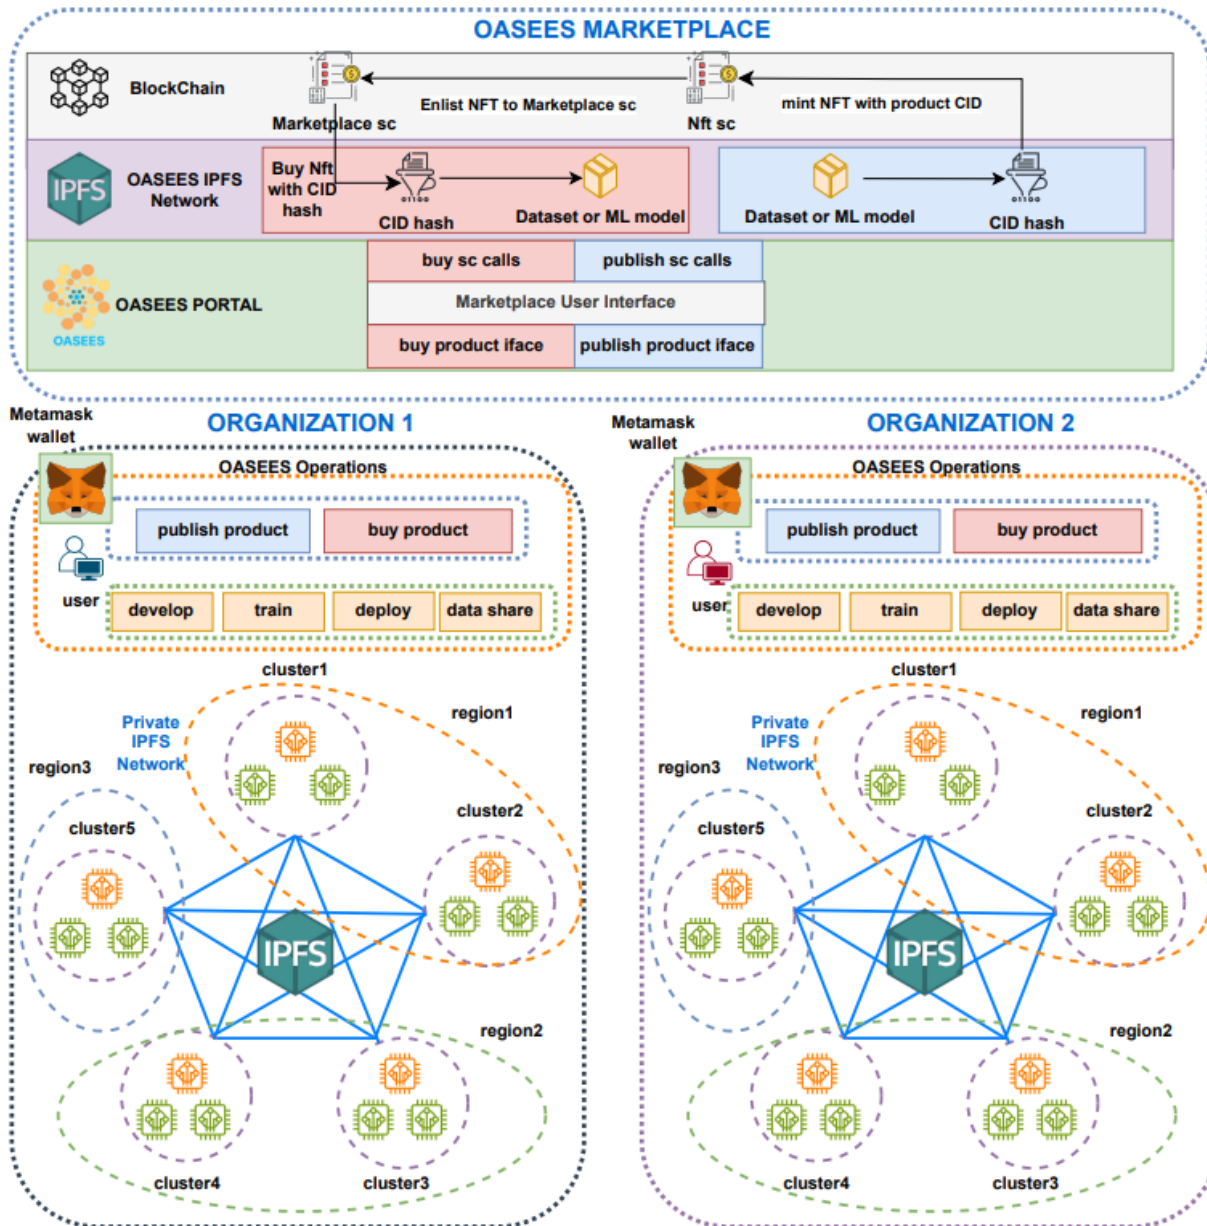 OASEES MARKETPLACE
BlockChain
Enlist NFT to Marketplace sc
mint NFT with product CID
Marketplace sc
Nft sc
IPFS
OASEES IPFS
Network
Buy Nft
with CID
hash
01100
CID hash
Dataset or ML model
Dataset or ML model
01100
CID hash
OASEES
OASEES PORTAL
buy sc calls
publish sc calls
Marketplace User Interface
buy product iface
publish product iface
Metamask
wallet
ORGANIZATION 1
OASEES Operations
publish product
buy product
user
develop
train
deploy
data share
cluster1
region1
Private
IPFS
Network
region3
cluster5
cluster2
IPFS
region2
cluster4
cluster3
Metamask
wallet
ORGANIZATION 2
OASEES Operations
publish product
buy product
user
develop
train
deploy
data share
cluster1
region1
Private
IPFS
Network
region3
cluster5
cluster2
IPFS
region2
cluster4
cluster3